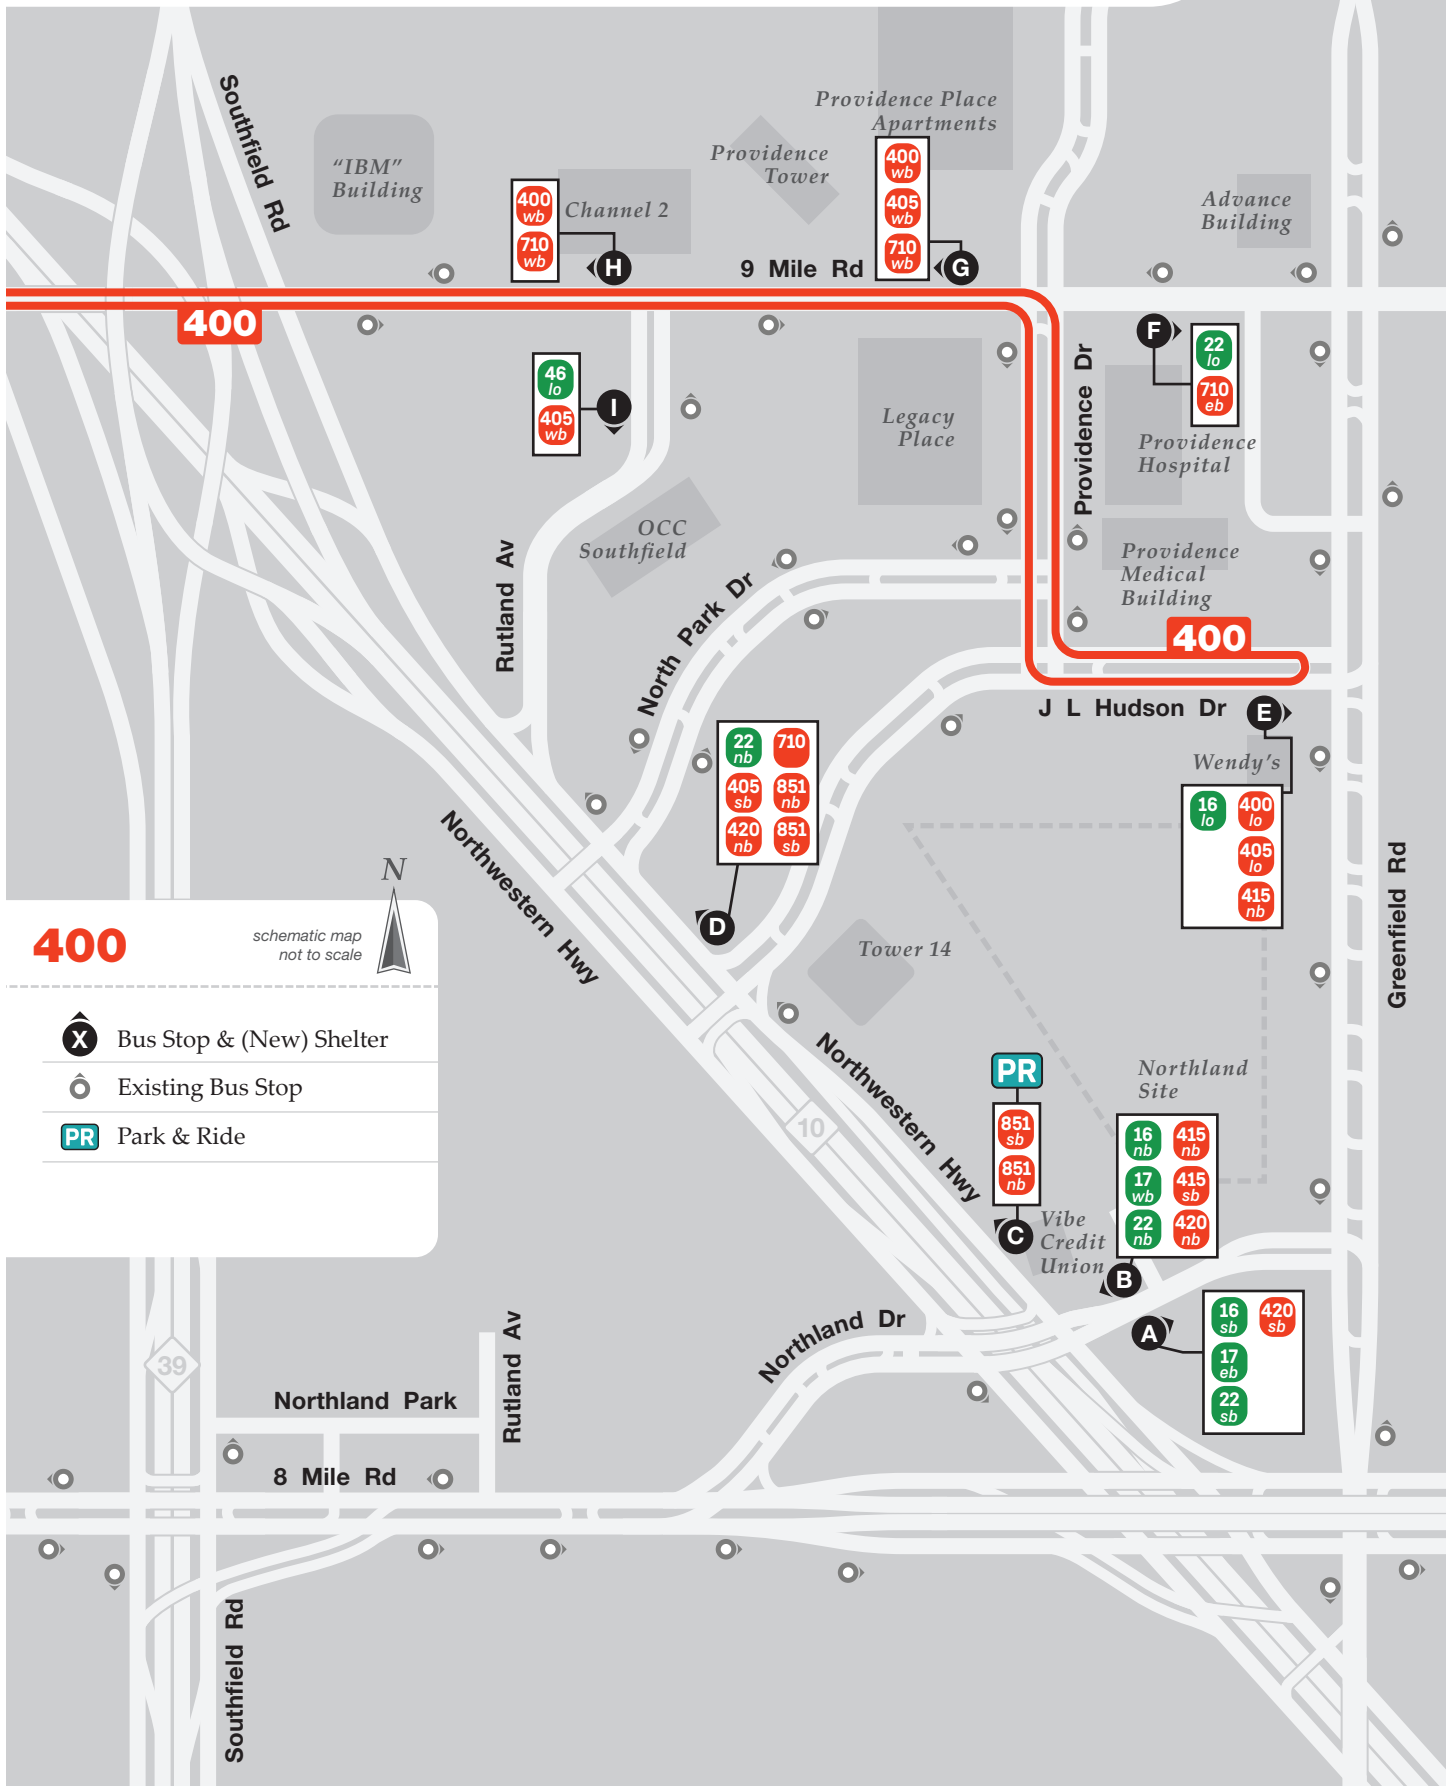 Southfield Rd
“IBM”
Building
400
wb
710
wb
Channel 2
H
Providence
Tower
Providence Place
Apartments
400
wb
405
wb
710
wb
G
9 Mile Rd
Advance
Building
400
46
lo
405
wb
I
Legacy
Place
Providence Dr
F
22
lo
710
eb
Providence
Hospital
OCC
Southfield
Rutland Av
North Park Dr
Providence
Medical
Building
400
J L Hudson Dr
E
Wendy's
16
lo
400
lo
405
lo
415
nb
22
nb
710
405
sb
851
nb
420
nb
851
sb
D
Northwestern Hwy
Tower 14
Greenfield Rd
N
400
schematic map
not to scale
X
Bus Stop & (New) Shelter
Existing Bus Stop
PR
Park & Ride
10
Northwestern Hwy
PR
851
sb
851
nb
C
Vibe
Credit
Union
Northland
Site
16
nb
415
nb
17
wb
415
sb
22
nb
420
nb
B
A
16
sb
420
sb
17
eb
22
sb
Northland Dr
39
Rutland Av
Northland Park
8 Mile Rd
Southfield Rd